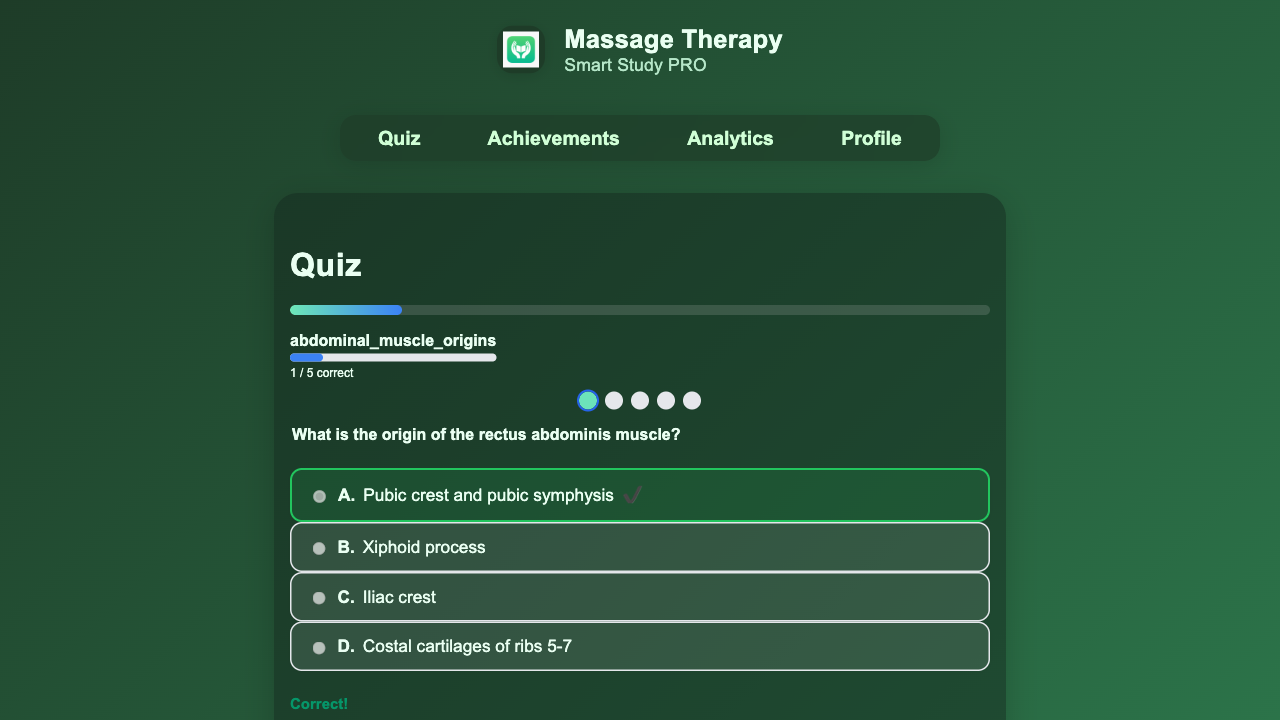 Massage Therapy
Smart Study PRO
Quiz Achievements Analytics Profile
Quiz
abdominal_muscle_origins
1 / 5 correct
What is the origin of the rectus abdominis muscle?
A. Pubic crest and pubic symphysis ✔
B. Xiphoid process
C. Iliac crest
D. Costal cartilages of ribs 5-7
Correct!